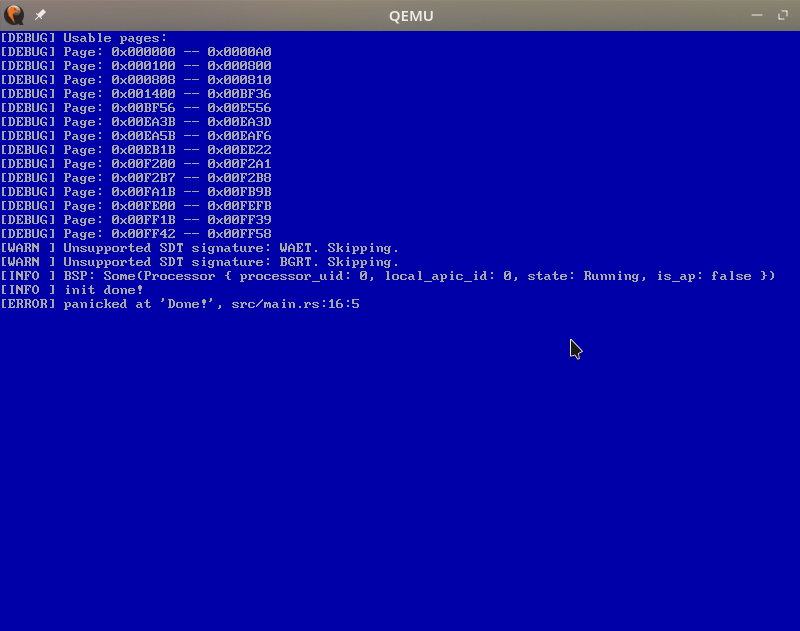 QEMU
[DEBUG] Usable pages:
[DEBUG] Page: 0x000000 -- 0x0000A0
[DEBUG] Page: 0x000100 -- 0x000800
[DEBUG] Page: 0x000808 -- 0x000810
[DEBUG] Page: 0x001400 -- 0x00BF36
[DEBUG] Page: 0x00BF56 -- 0x00E556
[DEBUG] Page: 0x00EA3B -- 0x00EA3D
[DEBUG] Page: 0x00EA5B -- 0x00EAF6
[DEBUG] Page: 0x00EB1B -- 0x00EE22
[DEBUG] Page: 0x00F200 -- 0x00F2A1
[DEBUG] Page: 0x00F2B7 -- 0x00F2B8
[DEBUG] Page: 0x00FA1B -- 0x00FB9B
[DEBUG] Page: 0x00FE00 -- 0x00FEFB
[DEBUG] Page: 0x00FF1B -- 0x00FF39
[DEBUG] Page: 0x00FF42 -- 0x00FF58
[WARN ] Unsupported SDT signature: WAET. Skipping.
[WARN ] Unsupported SDT signature: BGRT. Skipping.
[INFO ] BSP: Some(Processor { processor_uid: 0, local_apic_id: 0, state: Running, is_ap: false })
[INFO ] init done!
[ERROR] panicked at 'Done!', src/main.rs:16:5